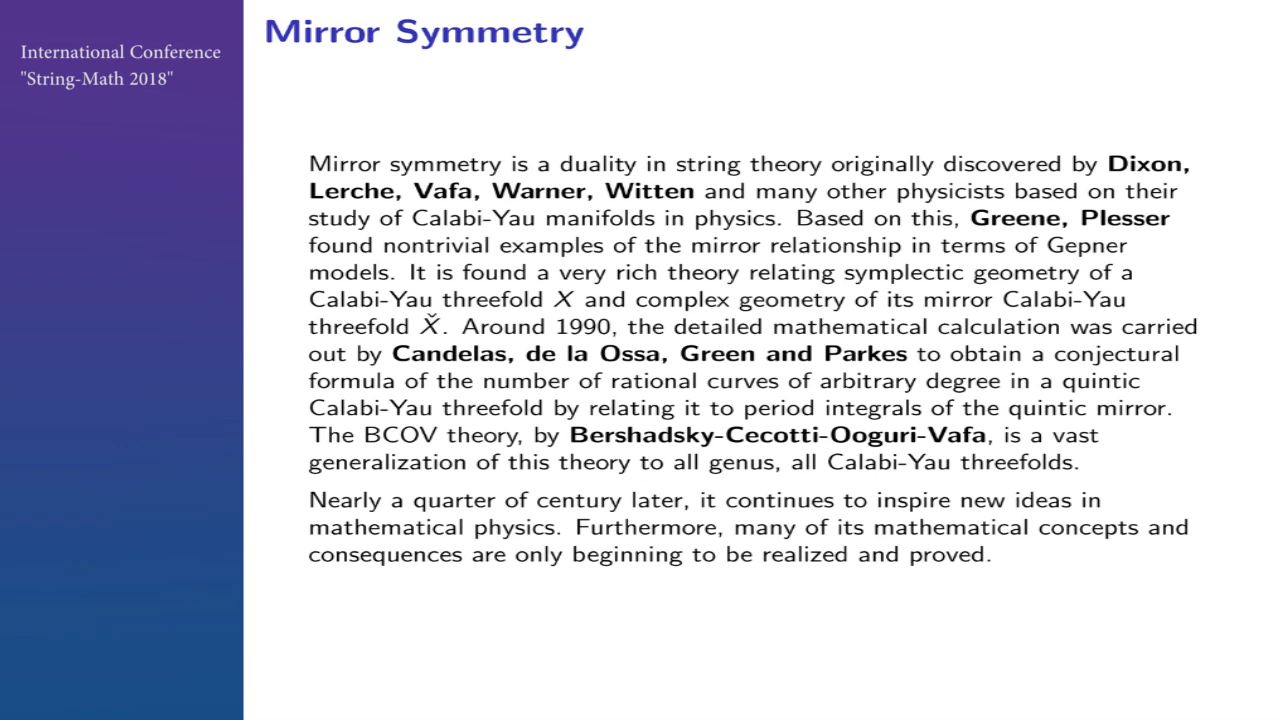 International Conference
"String-Math 2018"
Mirror Symmetry
Mirror symmetry is a duality in string theory originally discovered by Dixon,
Lerche, Vafa, Warner, Witten and many other physicists based on their
study of Calabi-Yau manifolds in physics. Based on this, Greene, Plesser
found nontrivial examples of the mirror relationship in terms of Gepner
models. It is found a very rich theory relating symplectic geometry of a
Calabi-Yau threefold X and complex geometry of its mirror Calabi-Yau
threefold X̌. Around 1990, the detailed mathematical calculation was carried
out by Candelas, de la Ossa, Green and Parkes to obtain a conjectural
formula of the number of rational curves of arbitrary degree in a quintic
Calabi-Yau threefold by relating it to period integrals of the quintic mirror.
The BCOV theory, by Bershadsky-Cecotti-Ooguri-Vafa, is a vast
generalization of this theory to all genus, all Calabi-Yau threefolds.
Nearly a quarter of century later, it continues to inspire new ideas in
mathematical physics. Furthermore, many of its mathematical concepts and
consequences are only beginning to be realized and proved.